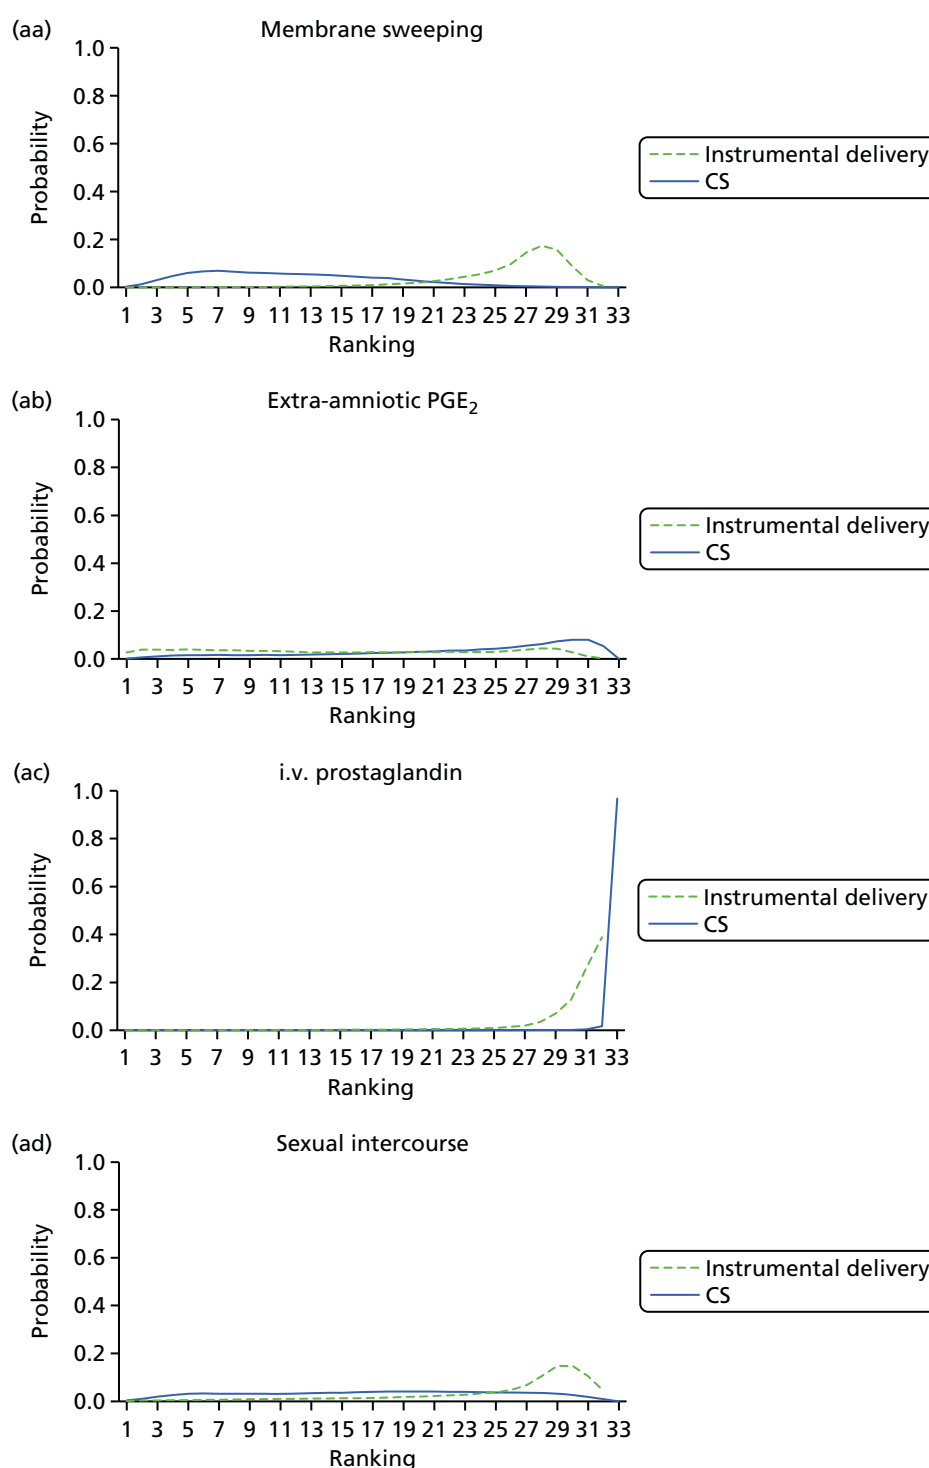 (aa)
Membrane sweeping
1.0
0.8
0.6
0.4
0.2
0.0
Probability
1 3 5 7 9 11 13 15 17 19 21 23 25 27 29 31 33
Ranking
Instrumental delivery
CS
(ab)
Extra-amniotic PGE₂
1.0
0.8
0.6
0.4
0.2
0.0
Probability
1 3 5 7 9 11 13 15 17 19 21 23 25 27 29 31 33
Ranking
Instrumental delivery
CS
(ac)
i.v. prostaglandin
1.0
0.8
0.6
0.4
0.2
0.0
Probability
1 3 5 7 9 11 13 15 17 19 21 23 25 27 29 31 33
Ranking
Instrumental delivery
CS
(ad)
Sexual intercourse
1.0
0.8
0.6
0.4
0.2
0.0
Probability
1 3 5 7 9 11 13 15 17 19 21 23 25 27 29 31 33
Ranking
Instrumental delivery
CS